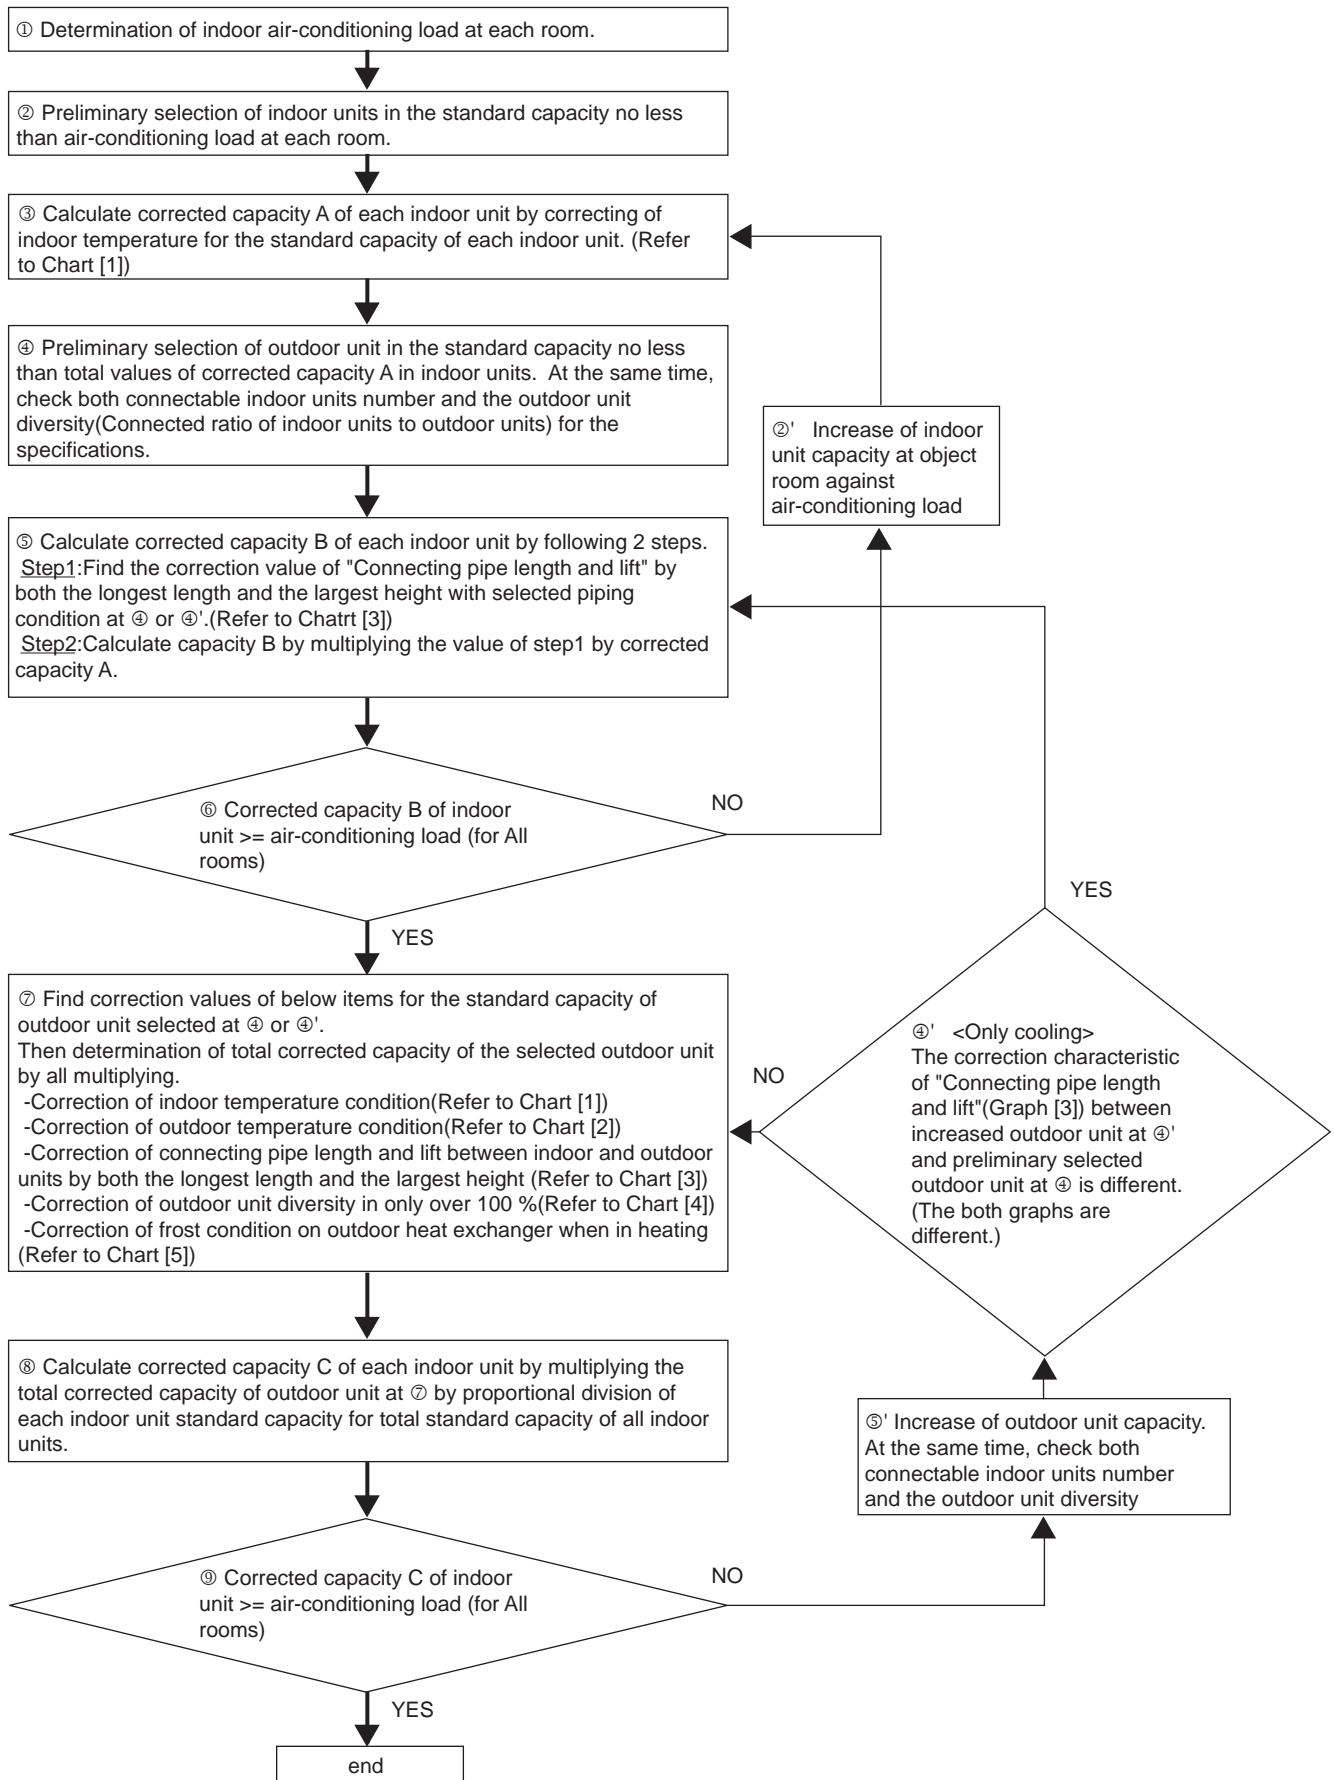 ① Determination of indoor air-conditioning load at each room.
② Preliminary selection of indoor units in the standard capacity no less
than air-conditioning load at each room.
③ Calculate corrected capacity A of each indoor unit by correcting of
indoor temperature for the standard capacity of each indoor unit. (Refer
to Chart [1])
④ Preliminary selection of outdoor unit in the standard capacity no less
than total values of corrected capacity A in indoor units.  At the same time,
check both connectable indoor units number and the outdoor unit
diversity(Connected ratio of indoor units to outdoor units) for the
specifications.
②'   Increase of indoor
unit capacity at object
room against
air-conditioning load
⑤ Calculate corrected capacity B of each indoor unit by following 2 steps.
Step1:Find the correction value of "Connecting pipe length and lift" by
both the longest length and the largest height with selected piping
condition at ④ or ④'.(Refer to Chatrt [3])
Step2:Calculate capacity B by multiplying the value of step1 by corrected
capacity A.
⑥ Corrected capacity B of indoor
unit >= air-conditioning load (for All
rooms)
NO
YES
YES
⑦ Find correction values of below items for the standard capacity of
outdoor unit selected at ④ or ④'.
Then determination of total corrected capacity of the selected outdoor unit
by all multiplying.
-Correction of indoor temperature condition(Refer to Chart [1])
-Correction of outdoor temperature condition(Refer to Chart [2])
-Correction of connecting pipe length and lift between indoor and outdoor
units by both the longest length and the largest height (Refer to Chart [3])
-Correction of outdoor unit diversity in only over 100 %(Refer to Chart [4])
-Correction of frost condition on outdoor heat exchanger when in heating
(Refer to Chart [5])
NO
④'   <Only cooling>
The correction characteristic
of "Connecting pipe length
and lift"(Graph [3]) between
increased outdoor unit at ④'
and preliminary selected
outdoor unit at ④ is different.
(The both graphs are
different.)
⑧ Calculate corrected capacity C of each indoor unit by multiplying the
total corrected capacity of outdoor unit at ⑦ by proportional division of
each indoor unit standard capacity for total standard capacity of all indoor
units.
⑤' Increase of outdoor unit capacity.
At the same time, check both
connectable indoor units number
and the outdoor unit diversity
⑨ Corrected capacity C of indoor
unit >= air-conditioning load (for All
rooms)
NO
YES
end